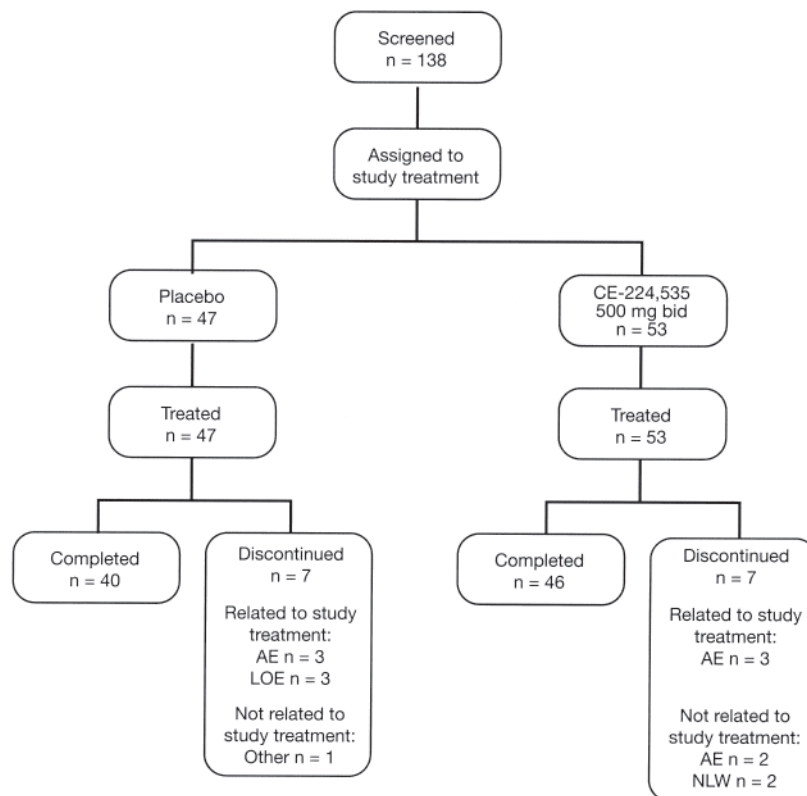 Screened
n = 138
Assigned to
study treatment
Placebo
n = 47
CE-224,535
500 mg bid
n = 53
Treated
n = 47
Treated
n = 53
Completed
n = 40
Discontinued
n = 7
Related to study
treatment:
AE n = 3
LOE n = 3
Not related to
study treatment:
Other n = 1
Completed
n = 46
Discontinued
n = 7
Related to study
treatment:
AE n = 3
Not related to
study treatment:
AE n = 2
NLW n = 2